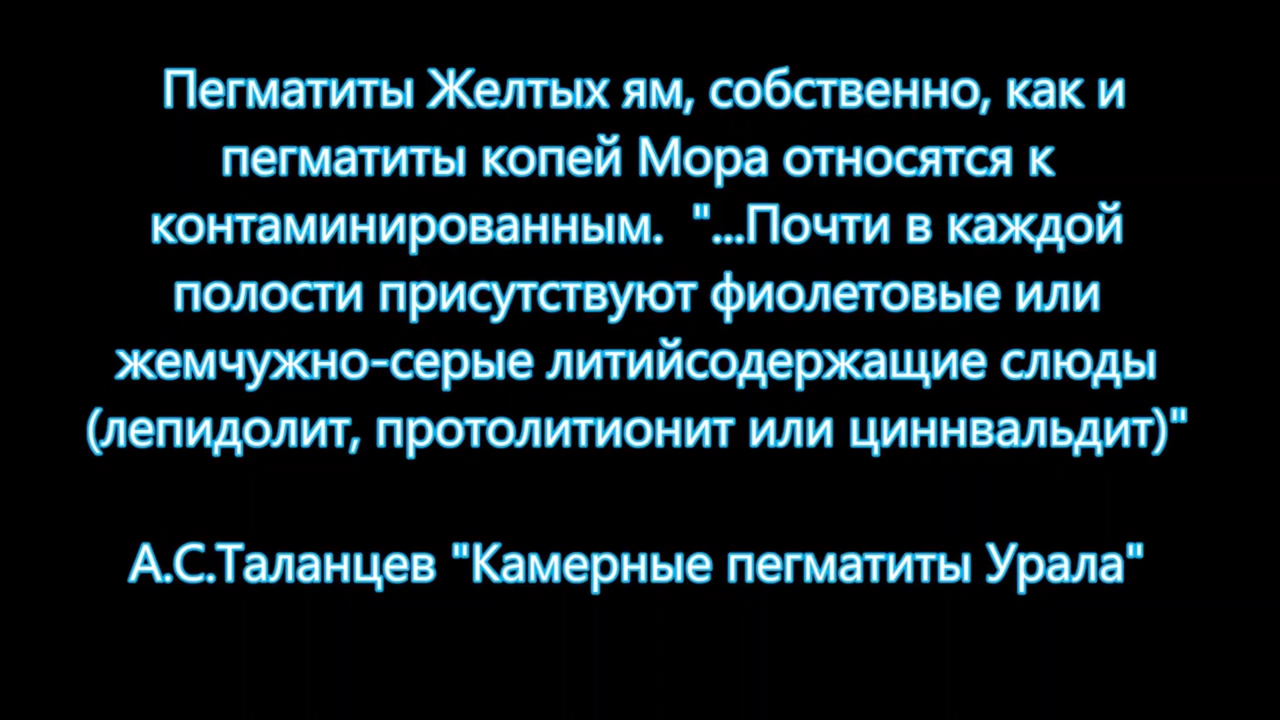 Пегматиты Желтых ям, собственно, как и
пегматиты копей Мора относятся к
контаминированным.  "...Почти в каждой
полости присутствуют фиолетовые или
жемчужно-серые литийсодержащие слюды
(лепидолит, протолитионит или циннвальдит)"
А.С.Таланцев "Камерные пегматиты Урала"